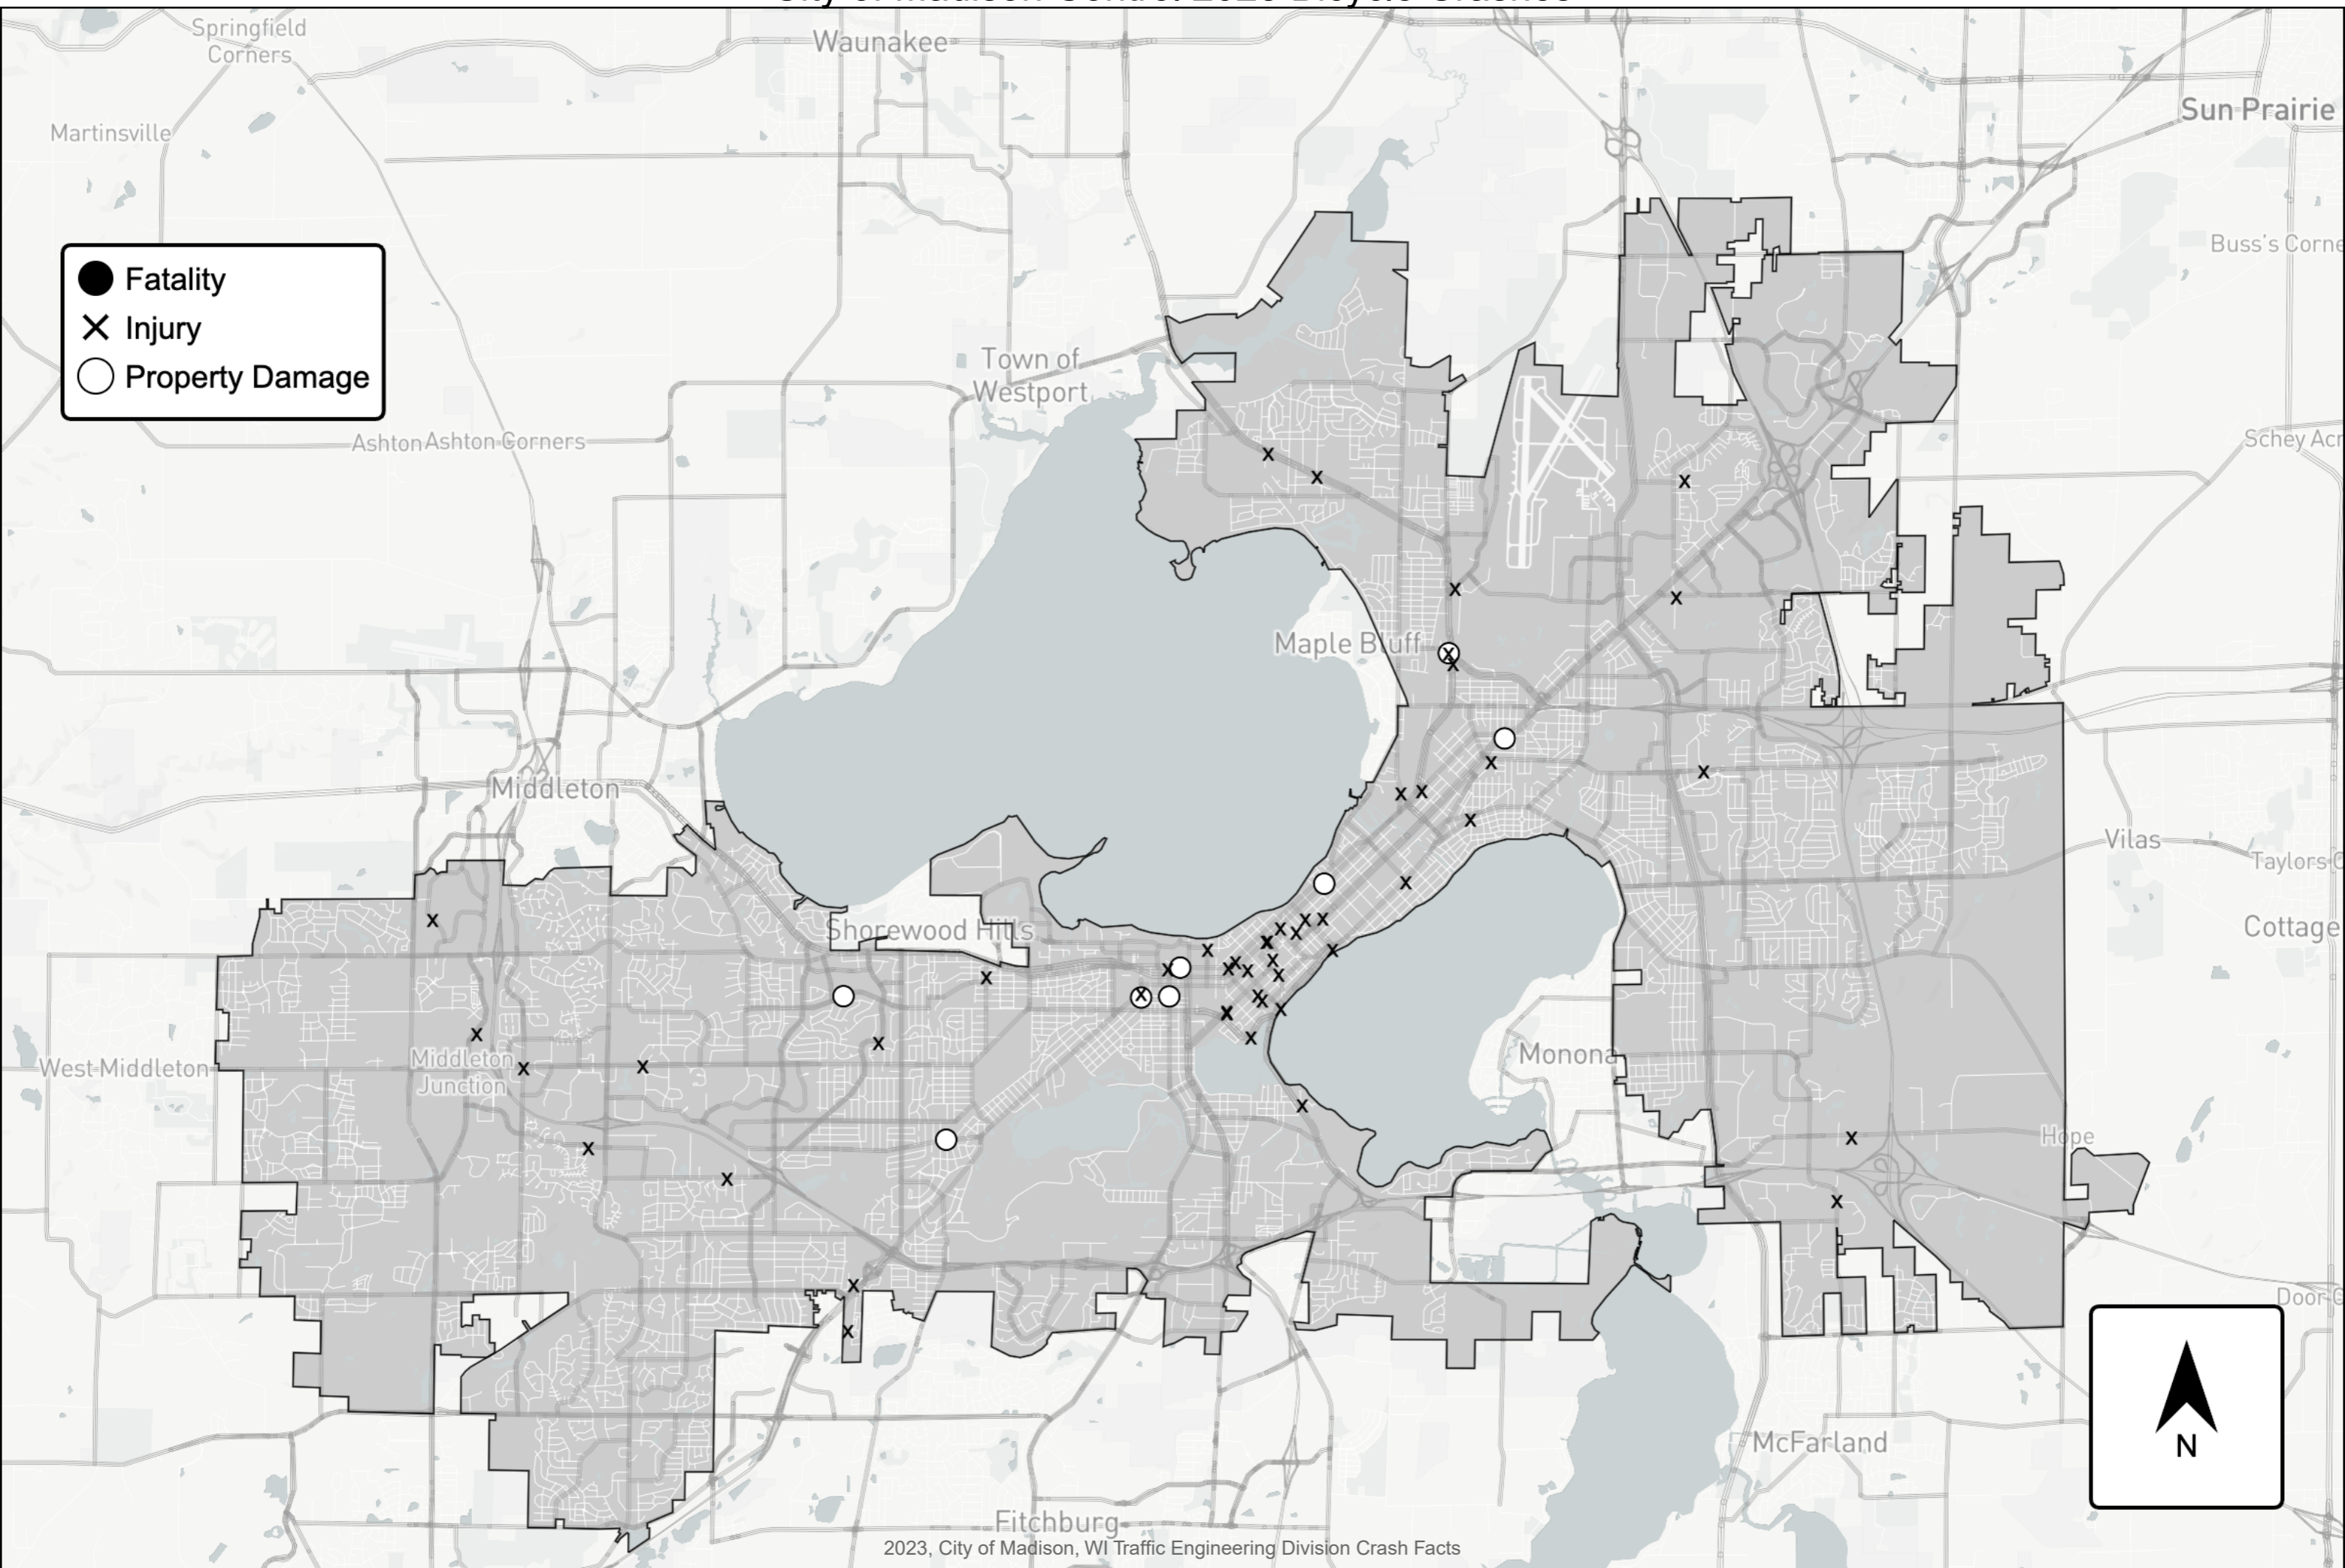 Springfield
Corners
Waunakee
Sun Prairie
Martinsville
Buss's Corne
Fatality
X Injury
Property Damage
Town of
Westport
Ashton
Ashton Corners
Schey Acr
Maple Bluff
Middleton
Vilas
Taylors C
Cottage
Shorewood Hills
West Middleton
Middleton
Junction
Monona
Hope
Door C
N
McFarland
Fitchburg
2023, City of Madison, WI Traffic Engineering Division Crash Facts